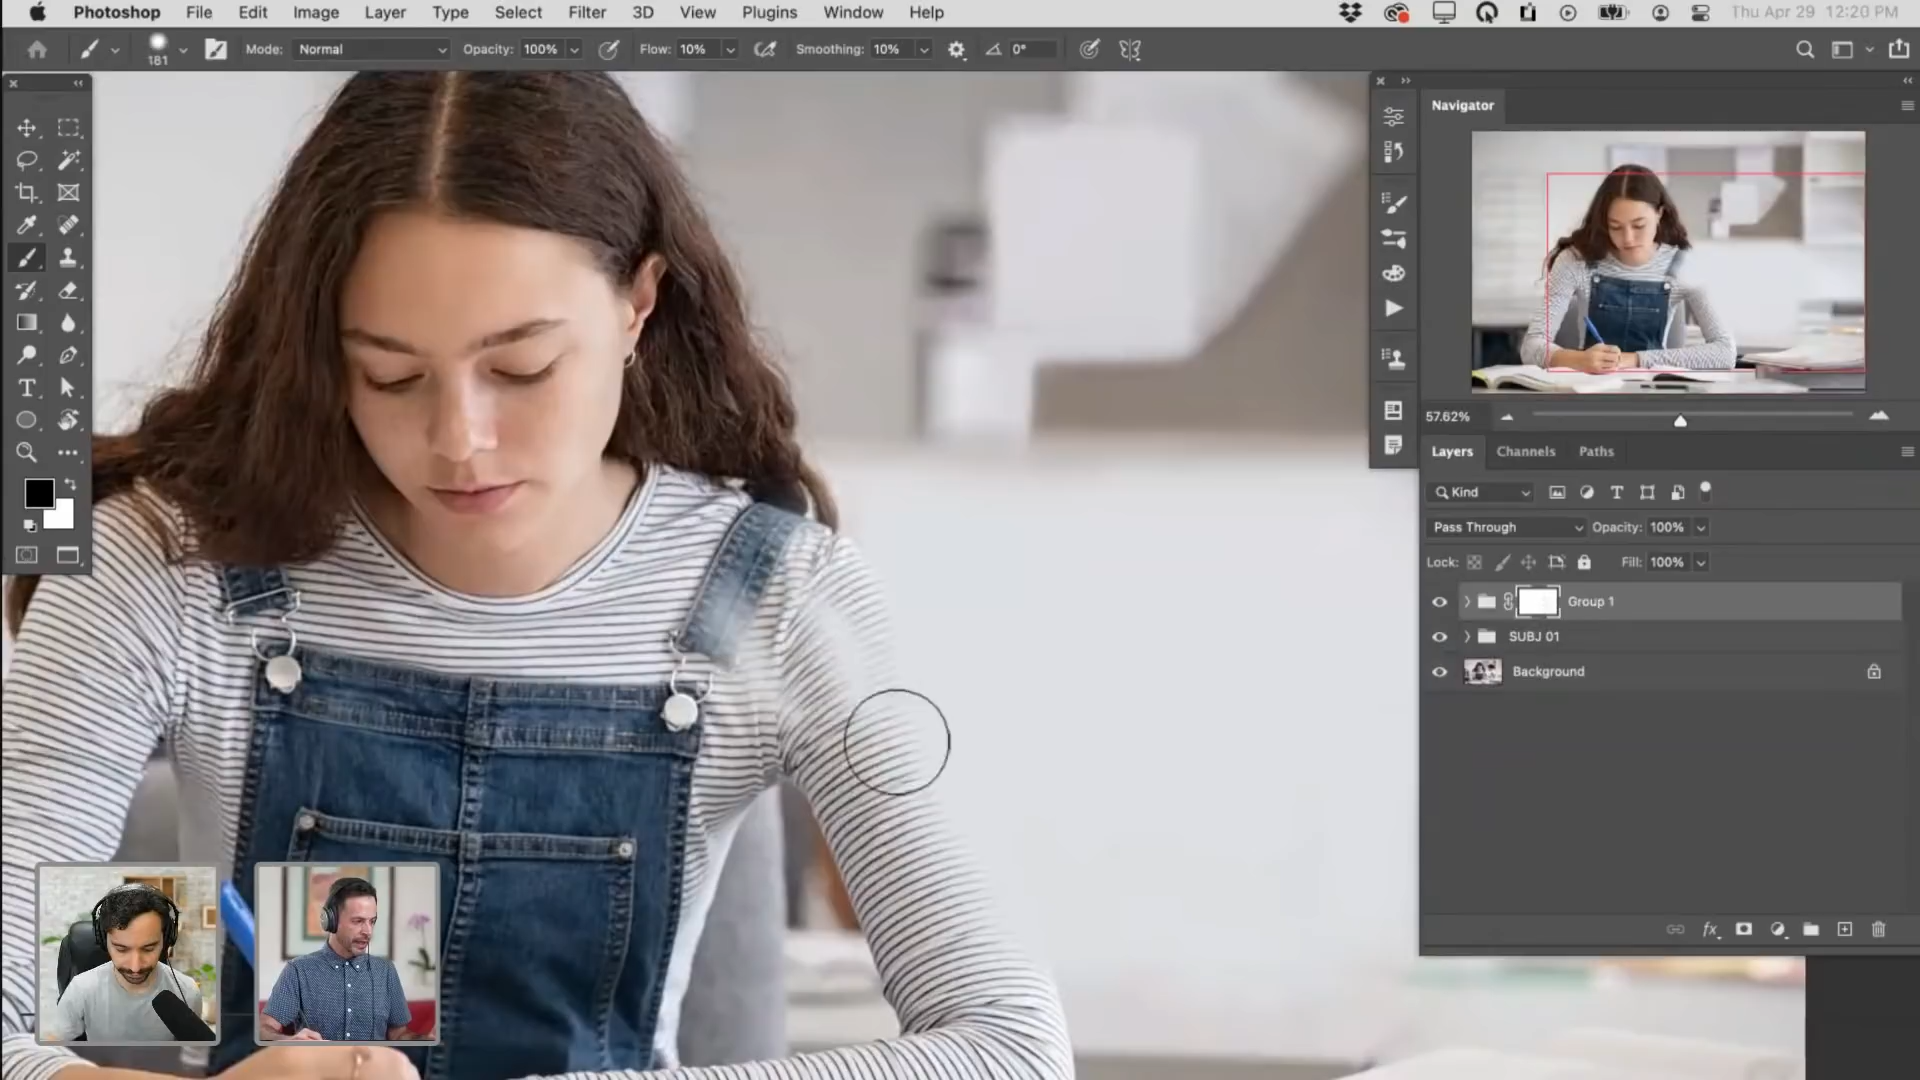 Photoshop File Edit Image Layer Type Select Filter 3D View Plugins Window Help Thu Apr 29 12:20 PM
181 Mode: Normal Opacity: 100% Flow: 10% Smoothing: 10% 0°
Navigator
57.62%
Layers Channels Paths
Kind
Pass Through Opacity: 100%
Lock: Fill: 100%
Group 1
SUBJ 01
Background
fx